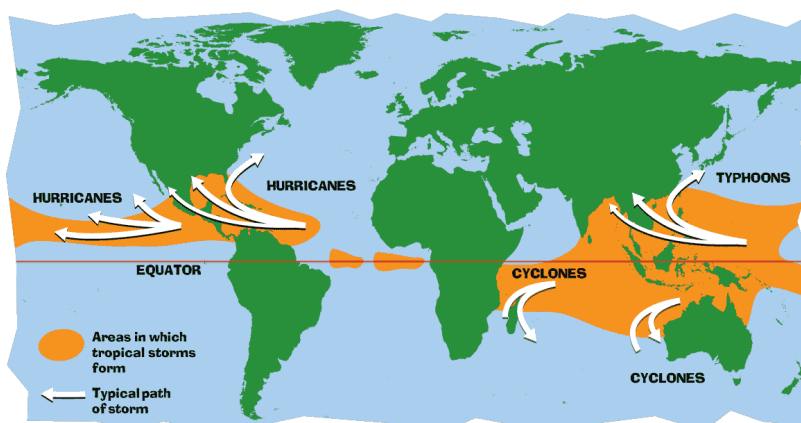 HURRICANES
HURRICANES
TYPHOONS
EQUATOR
CYCLONES
CYCLONES
Areas in which
tropical storms
form
Typical path
of storm